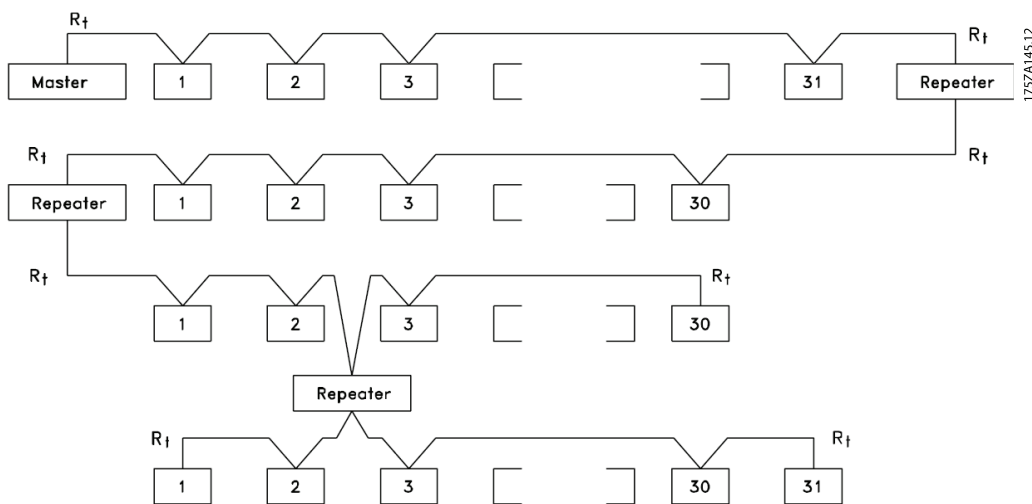 Rt Rt
Master 1 2 3 31 Repeater
175ZA145.12
Rt Rt
Repeater 1 2 3 30
Rt Rt
1 2 3 30
Repeater
Rt Rt
1 2 3 30 31